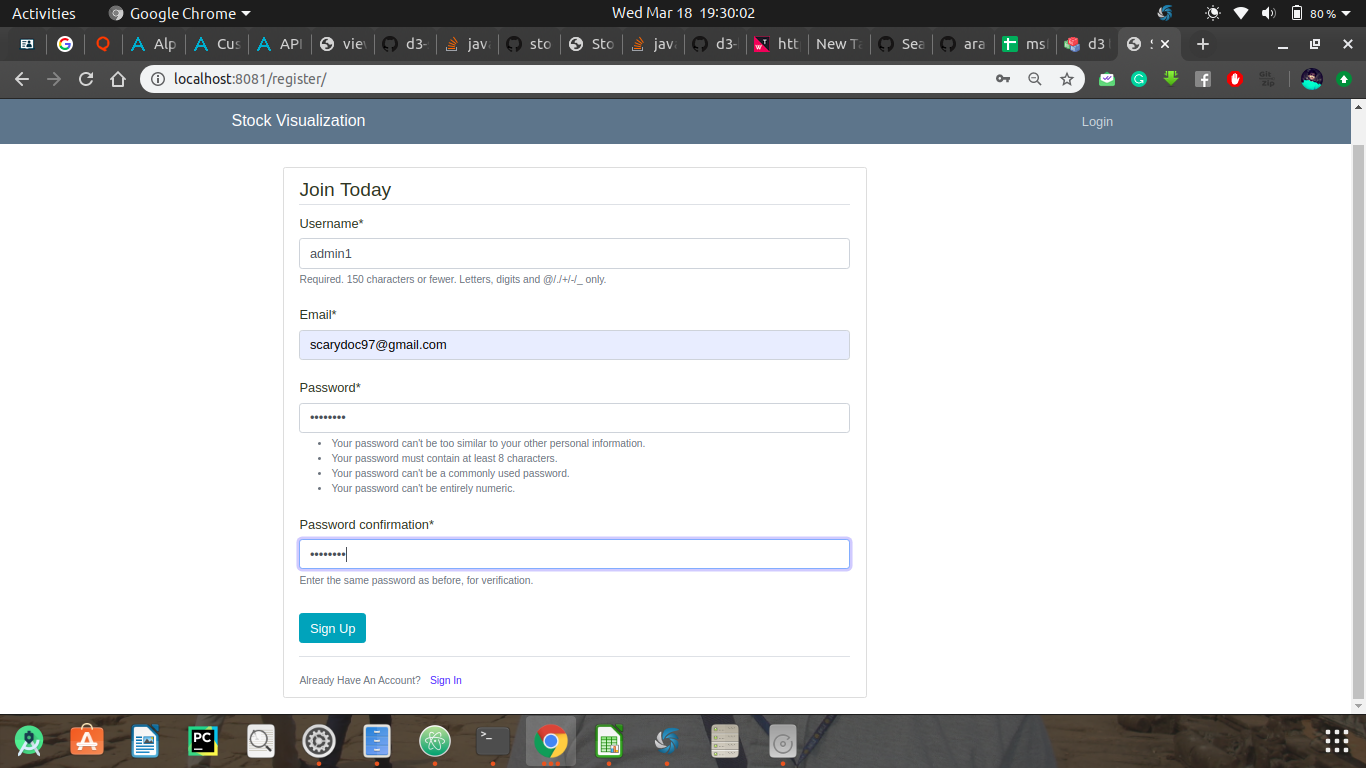 Activities Google Chrome Wed Mar 18 19:30:02 80 %
Alp Cus API view d3- java sto Sto java d3- htt New Ta Sea ara msl d3 S
localhost:8081/register/
Stock Visualization Login
Join Today
Username*
admin1
Required. 150 characters or fewer. Letters, digits and @/./+/-/_ only.
Email*
scarydoc97@gmail.com
Password*
••••••••
• Your password can't be too similar to your other personal information.
• Your password must contain at least 8 characters.
• Your password can't be a commonly used password.
• Your password can't be entirely numeric.
Password confirmation*
••••••••
Enter the same password as before, for verification.
Sign Up
Already Have An Account? Sign In
PC
>_